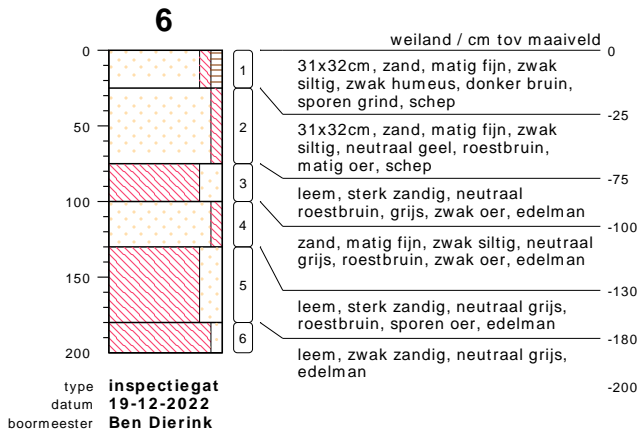 6
weiland / cm tov maaiveld
0
0
1
31x32cm, zand, matig fijn, zwak
siltig, zwak humeus, donker bruin,
sporen grind, schep
-25
50
2
31x32cm, zand, matig fijn, zwak
siltig, neutraal geel, roestbruin,
matig oer, schep
-75
3
leem, sterk zandig, neutraal
roestbruin, grijs, zwak oer, edelman
100
-100
4
zand, matig fijn, zwak siltig, neutraal
grijs, roestbruin, zwak oer, edelman
-130
150
5
leem, sterk zandig, neutraal grijs,
roestbruin, sporen oer, edelman
-180
6
leem, zwak zandig, neutraal grijs,
edelman
200
-200
type inspectiegat
datum 19-12-2022
boormeester Ben Dierink